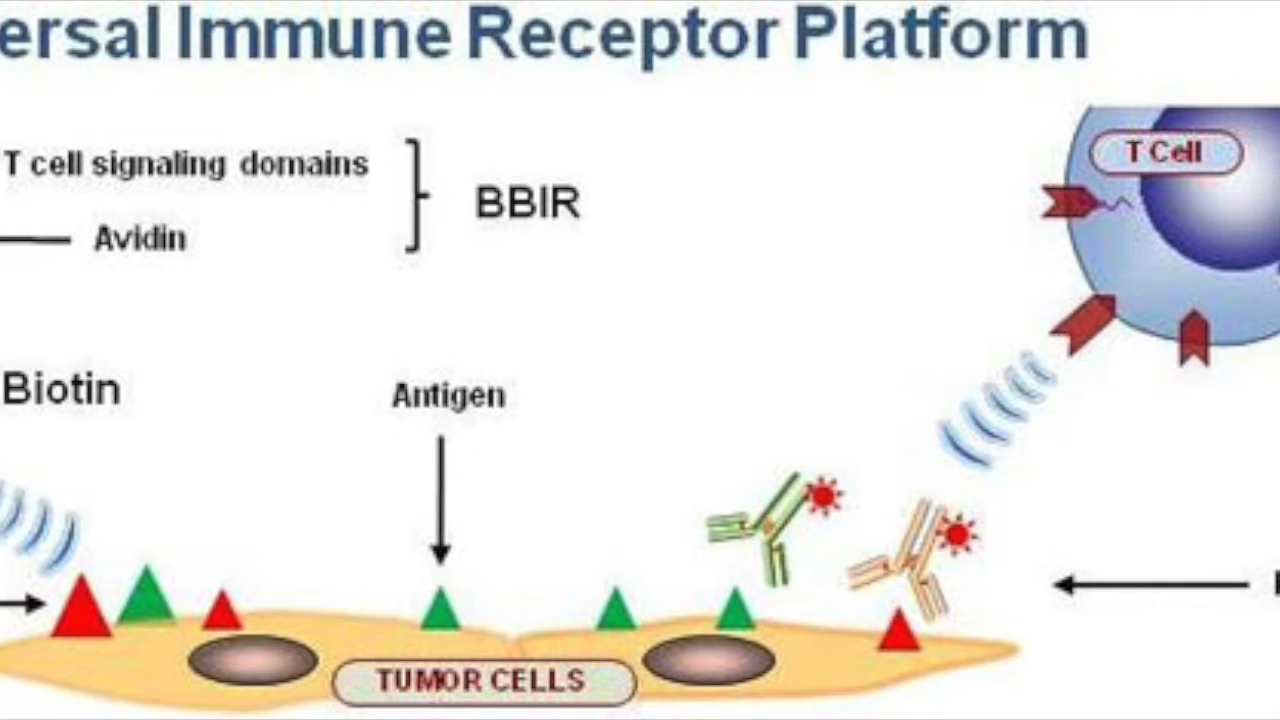 ersal Immune Receptor Platform
T cell signaling domains
BBIR
Avidin
T Cell
Biotin
Antigen
TUMOR CELLS